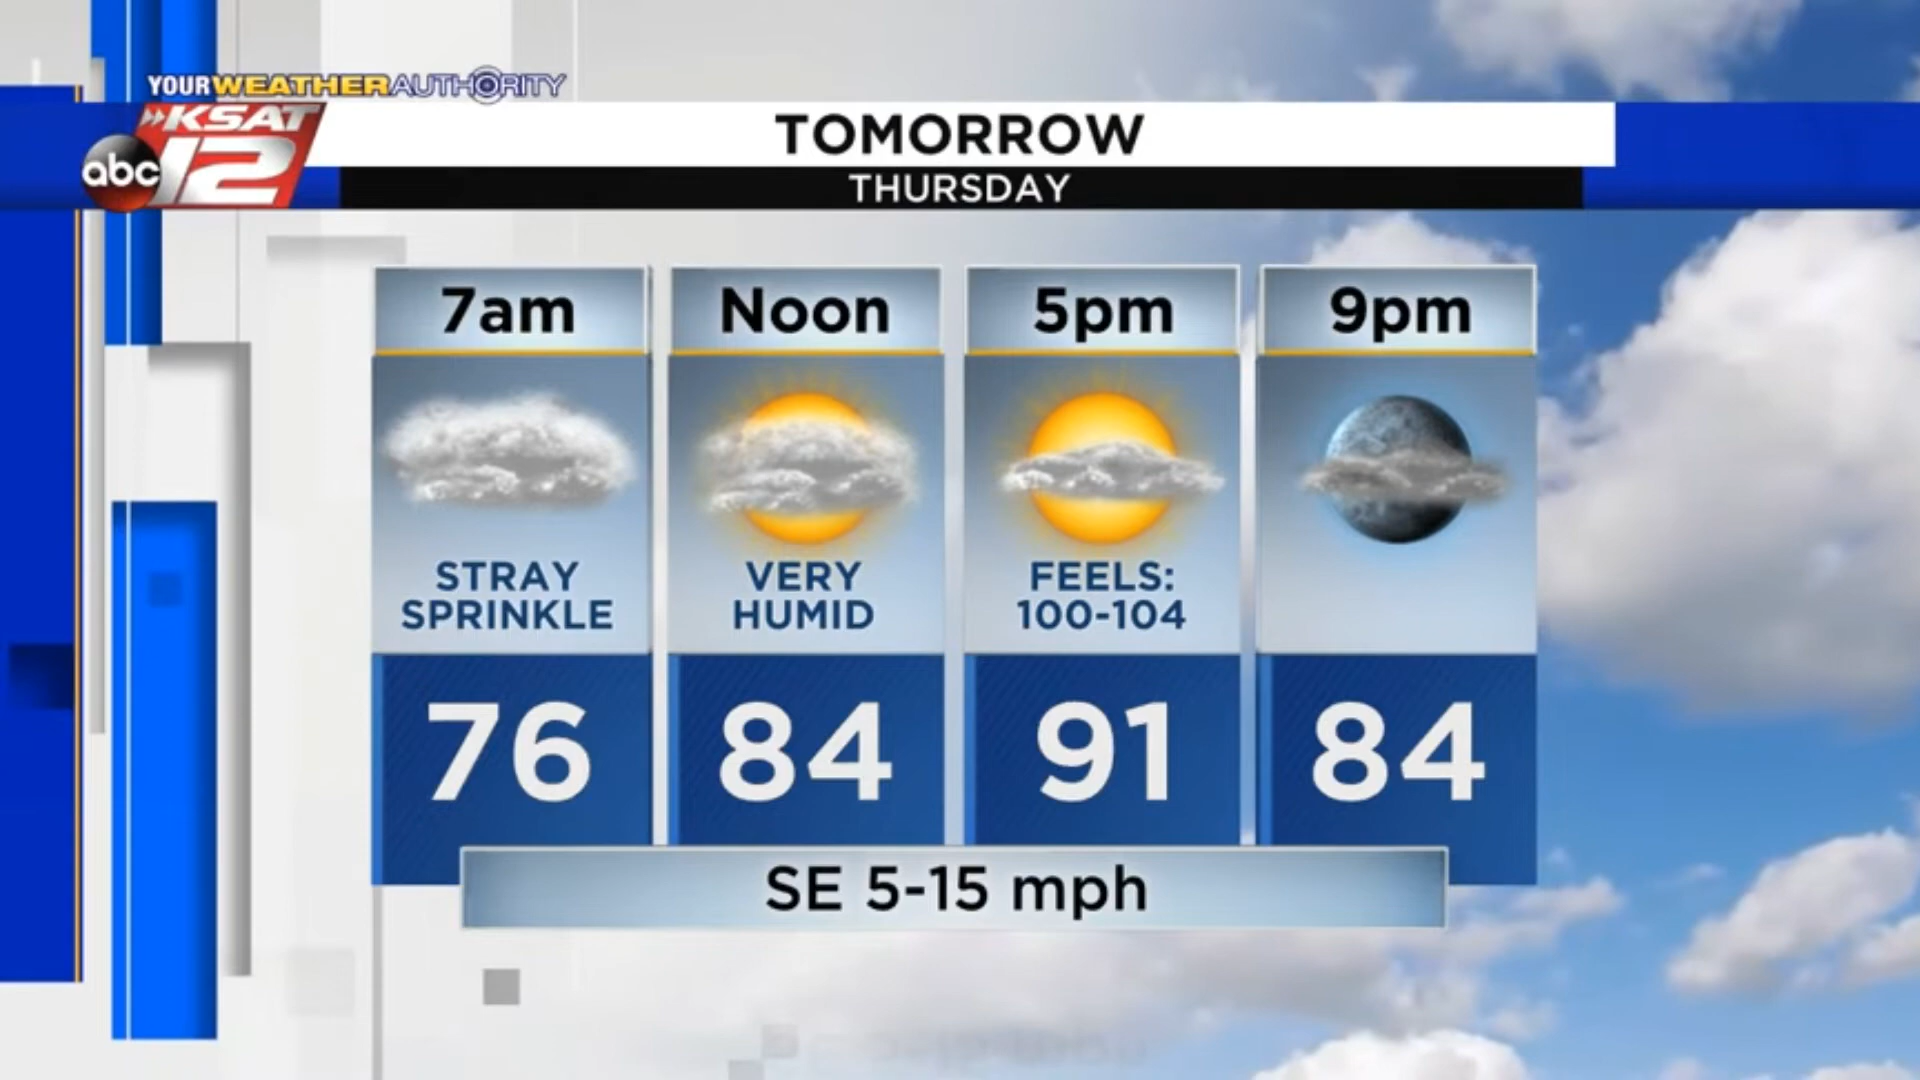 YOURWEATHERAUTHORITY
KSAT
abc 12
TOMORROW
THURSDAY
7am
Noon
5pm
9pm
STRAY
SPRINKLE
VERY
HUMID
FEELS:
100-104
76
84
91
84
SE 5-15 mph